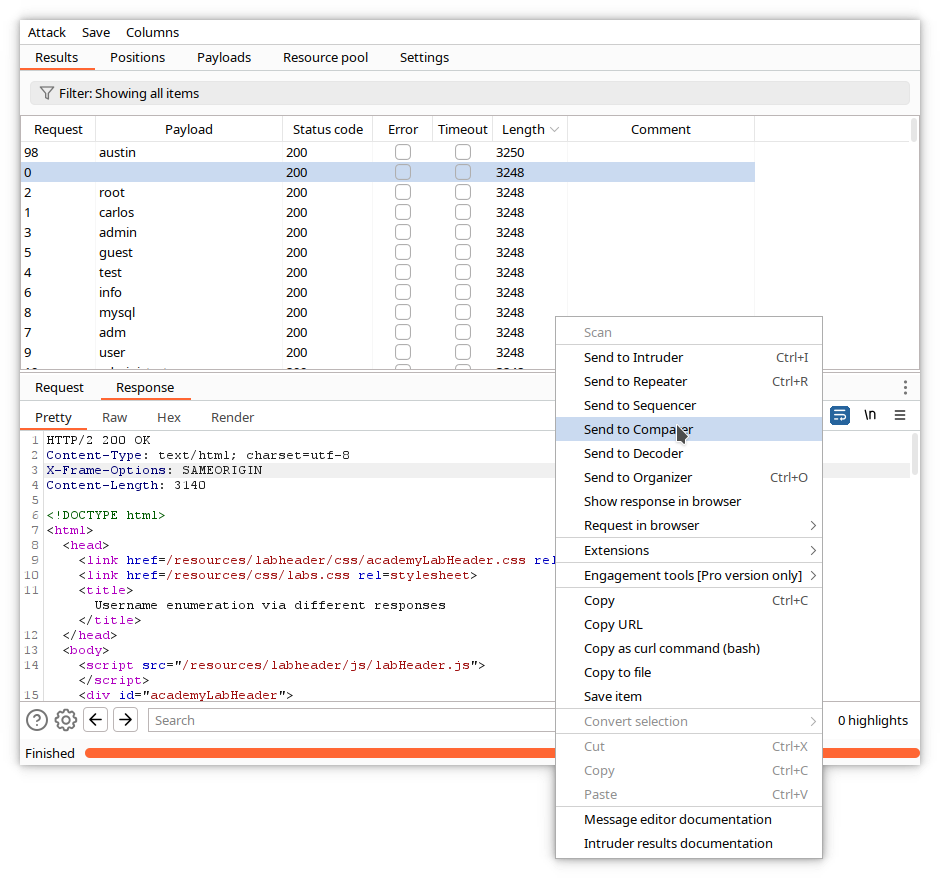 Attack Save Columns
Results Positions Payloads Resource pool Settings
Filter: Showing all items
Request Payload Status code Error Timeout Length Comment
98 austin 200 3250
0 200 3248
2 root 200 3248
1 carlos 200 3248
3 admin 200 3248
5 guest 200 3248
4 test 200 3248
6 info 200 3248
8 mysql 200 3248
7 adm 200 3248
9 user 200 3248
Request Response
Pretty Raw Hex Render
\n
1 HTTP/2 200 OK
2 Content-Type: text/html; charset=utf-8
3 X-Frame-Options: SAMEORIGIN
4 Content-Length: 3140
5
6 <!DOCTYPE html>
7 <html>
8 <head>
9 <link href=/resources/labheader/css/academyLabHeader.css rel
10 <link href=/resources/css/labs.css rel=stylesheet>
11 <title>
Username enumeration via different responses
</title>
12 </head>
13 <body>
14 <script src="/resources/labheader/js/labHeader.js">
</script>
15 <div id="academyLabHeader">
Search
0 highlights
Finished
Scan
Send to Intruder Ctrl+I
Send to Repeater Ctrl+R
Send to Sequencer
Send to Comparer
Send to Decoder
Send to Organizer Ctrl+O
Show response in browser
Request in browser
Extensions
Engagement tools [Pro version only]
Copy Ctrl+C
Copy URL
Copy as curl command (bash)
Copy to file
Save item
Convert selection
Cut Ctrl+X
Copy Ctrl+C
Paste Ctrl+V
Message editor documentation
Intruder results documentation